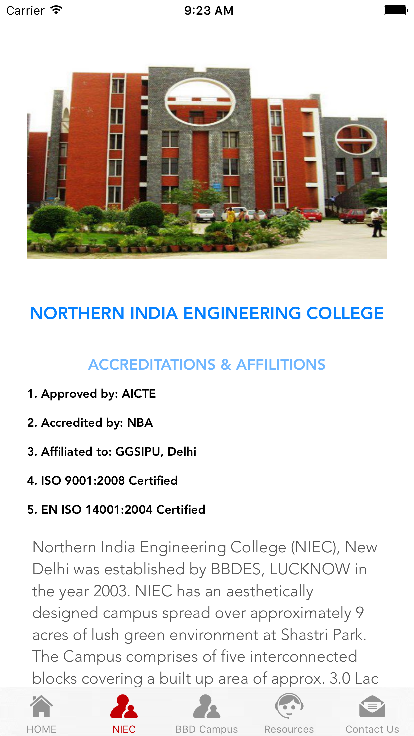 Carrier 9:23 AM
NORTHERN INDIA ENGINEERING COLLEGE
ACCREDITATIONS & AFFILITIONS
1. Approved by: AICTE
2. Accredited by: NBA
3. Affiliated to: GGSIPU, Delhi
4. ISO 9001:2008 Certified
5. EN ISO 14001:2004 Certified
Northern India Engineering College (NIEC), New
Delhi was established by BBDES, LUCKNOW in
the year 2003. NIEC has an aesthetically
designed campus spread over approximately 9
acres of lush green environment at Shastri Park.
The Campus comprises of five interconnected
blocks covering a built up area of approx. 3.0 Lac
HOME NIEC BBD Campus Resources Contact Us